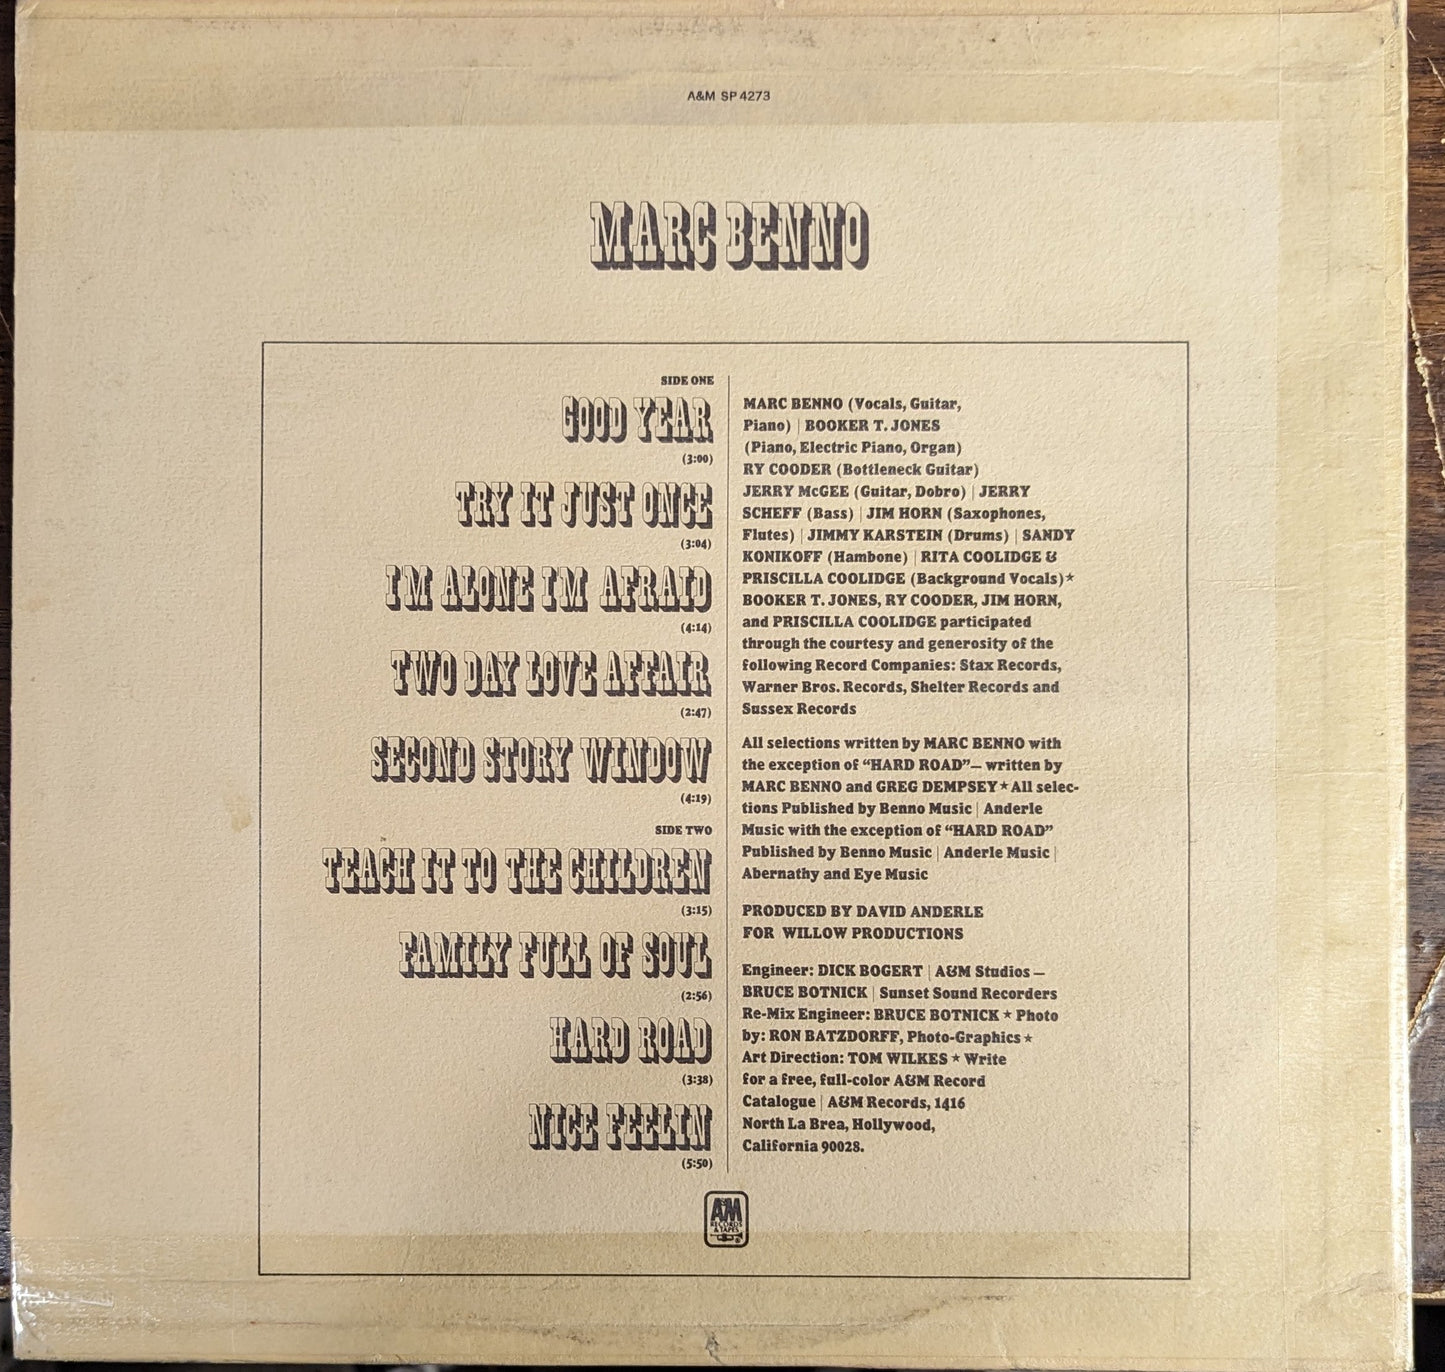 A&M SP 4273
MARC BENNO
SIDE ONE
GOOD YEAR
(3:00)
TRY IT JUST ONCE
(3:04)
I'M ALONE I'M AFRAID
(4:14)
TWO DAY LOVE AFFAIR
(2:47)
SECOND STORY WINDOW
(4:19)
SIDE TWO
TEACH IT TO THE CHILDREN
(3:15)
FAMILY FULL OF SOUL
(2:56)
HARD ROAD
(3:38)
NICE FEELIN
(5:50)
MARC BENNO (Vocals, Guitar,
Piano) | BOOKER T. JONES
(Piano, Electric Piano, Organ)
RY COODER (Bottleneck Guitar)
JERRY McGEE (Guitar, Dobro) | JERRY
SCHEFF (Bass) | JIM HORN (Saxophones,
Flutes) | JIMMY KARSTEIN (Drums) | SANDY
KONIKOFF (Hambone) | RITA COOLIDGE &
PRISCILLA COOLIDGE (Background Vocals)★
BOOKER T. JONES, RY COODER, JIM HORN,
and PRISCILLA COOLIDGE participated
through the courtesy and generosity of the
following Record Companies: Stax Records,
Warner Bros. Records, Shelter Records and
Sussex Records
All selections written by MARC BENNO with
the exception of “HARD ROAD”— written by
MARC BENNO and GREG DEMPSEY★All selec-
tions Published by Benno Music | Anderle
Music with the exception of “HARD ROAD”
Published by Benno Music | Anderle Music |
Abernathy and Eye Music
PRODUCED BY DAVID ANDERLE
FOR WILLOW PRODUCTIONS
Engineer: DICK BOGERT | A&M Studios —
BRUCE BOTNICK | Sunset Sound Recorders
Re-Mix Engineer: BRUCE BOTNICK ★ Photo
by: RON BATZDORFF, Photo-Graphics★
Art Direction: TOM WILKES ★ Write
for a free, full-color A&M Record
Catalogue | A&M Records, 1416
North La Brea, Hollywood,
California 90028.
A&M
RECORDS
& TAPES
®